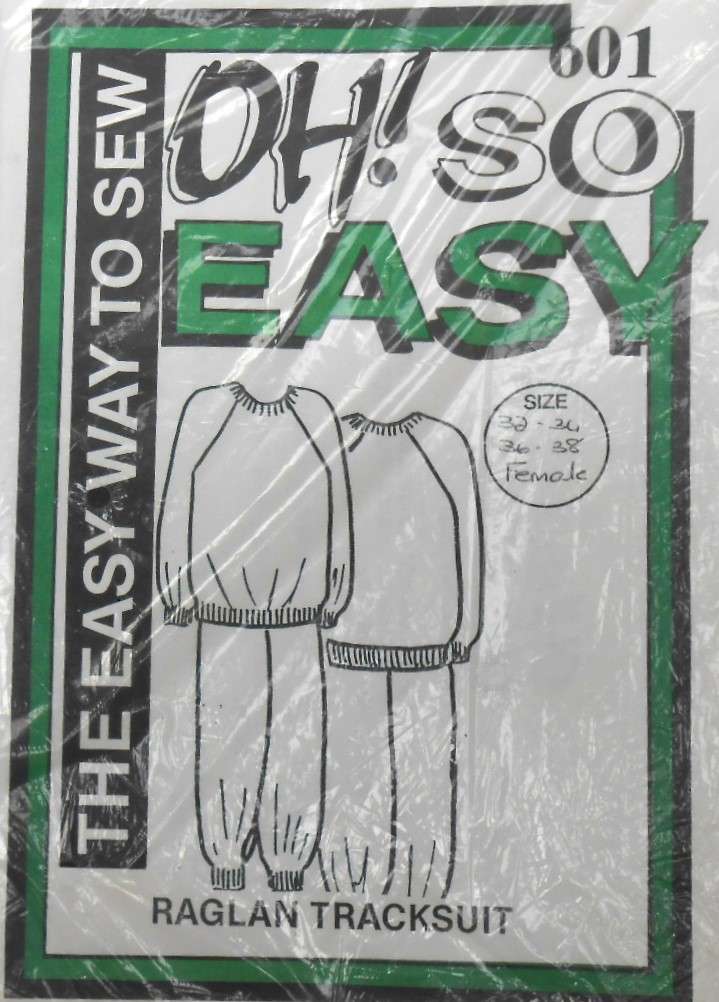 601
OH! SO
EASY
THE EASY WAY TO SEW
SIZE
32 - 34
36 - 38
Female
RAGLAN TRACKSUIT